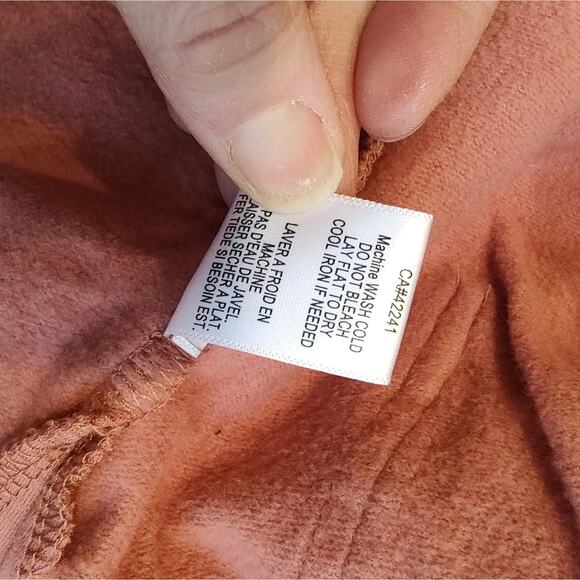 CA#42241
Machine WASH COLD
DO NOT BLEACH
LAY FLAT TO DRY
COOL IRON IF NEEDED
LAVER A FROID EN
MACHINE
PAS D'EAU DE JAVEL.
SECHER A PLAT.
FER TIEDE SI BESOIN EST.